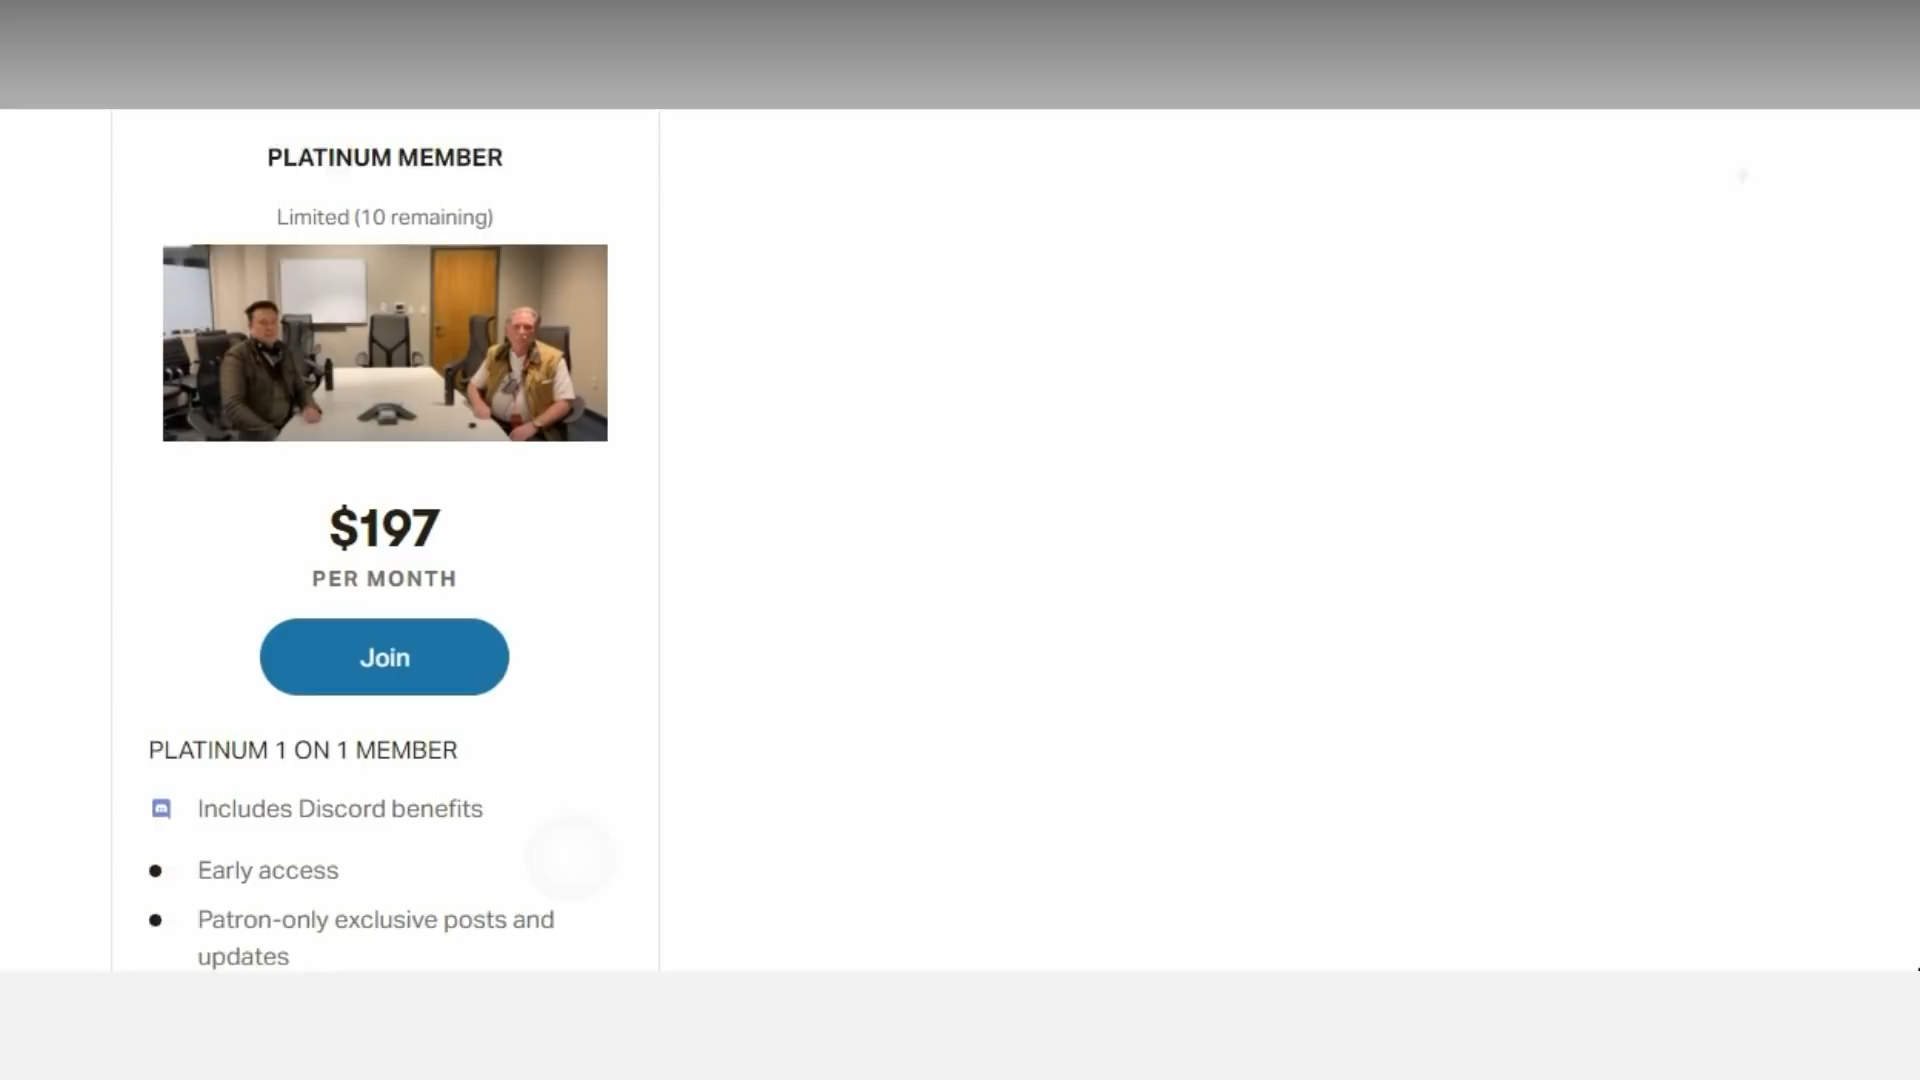 PLATINUM MEMBER
Limited (10 remaining)
$197
PER MONTH
Join
PLATINUM 1 ON 1 MEMBER
Includes Discord benefits
Early access
Patron-only exclusive posts and
updates